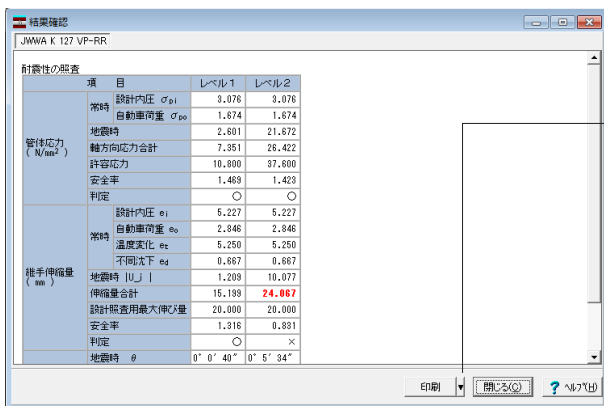 結果確認
JWWA K 127 VP-RR
耐震性の照査
項 目 レベル1 レベル2
管体応力 ( N/mm2 ) 常時 設計内圧 σpi 3.076 3.076
自動車荷重 σpo 1.674 1.674
地震時 2.601 21.672
軸方向応力合計 7.351 26.422
許容応力 10.800 37.600
安全率 1.469 1.423
判定 ○ ○
継手伸縮量 ( mm ) 常時 設計内圧 ei 5.227 5.227
自動車荷重 eo 2.846 2.846
温度変化 et 5.250 5.250
不同沈下 ed 0.667 0.667
地震時 |U_j | 1.209 10.077
伸縮量合計 15.199 24.067
設計照査用最大伸び量 20.000 20.000
安全率 1.316 0.831
判定 ○ ×
地震時 θ 0° 0′ 40″ 0° 5′ 34″
印刷 閉じる(C) ? ヘルプ(H)